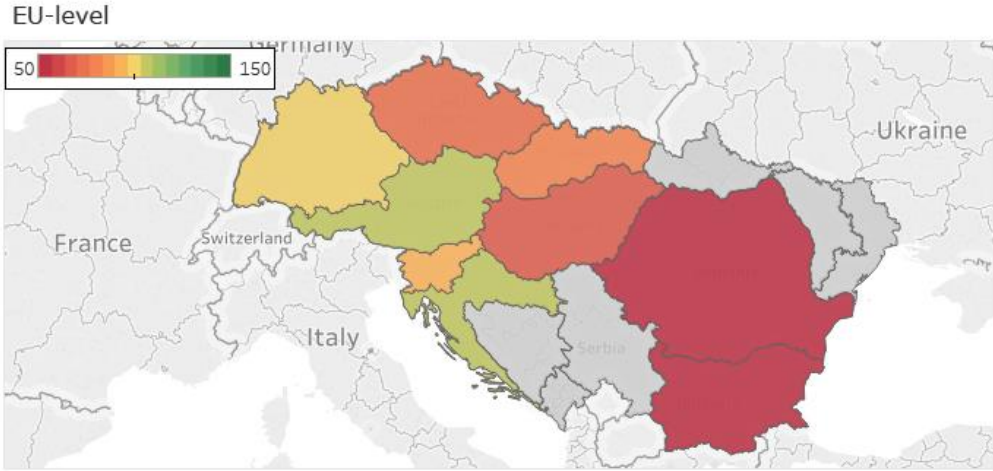 EU-level
Germany
50 150
Ukraine
France
Switzerland
Italy
Serbia